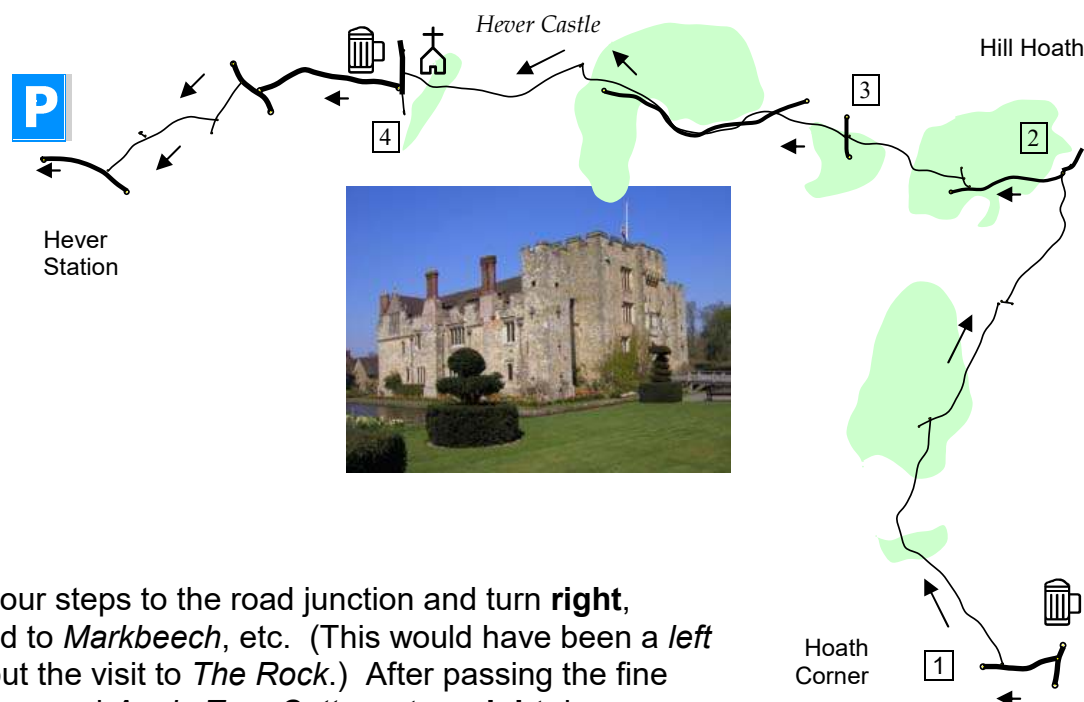 Hever Castle
Hill Hoath
P
3
2
4
Hever
Station
our steps to the road junction and turn right,
d to Markbeech, etc. (This would have been a left
out the visit to The Rock.) After passing the fine
Hoath
Corner
1